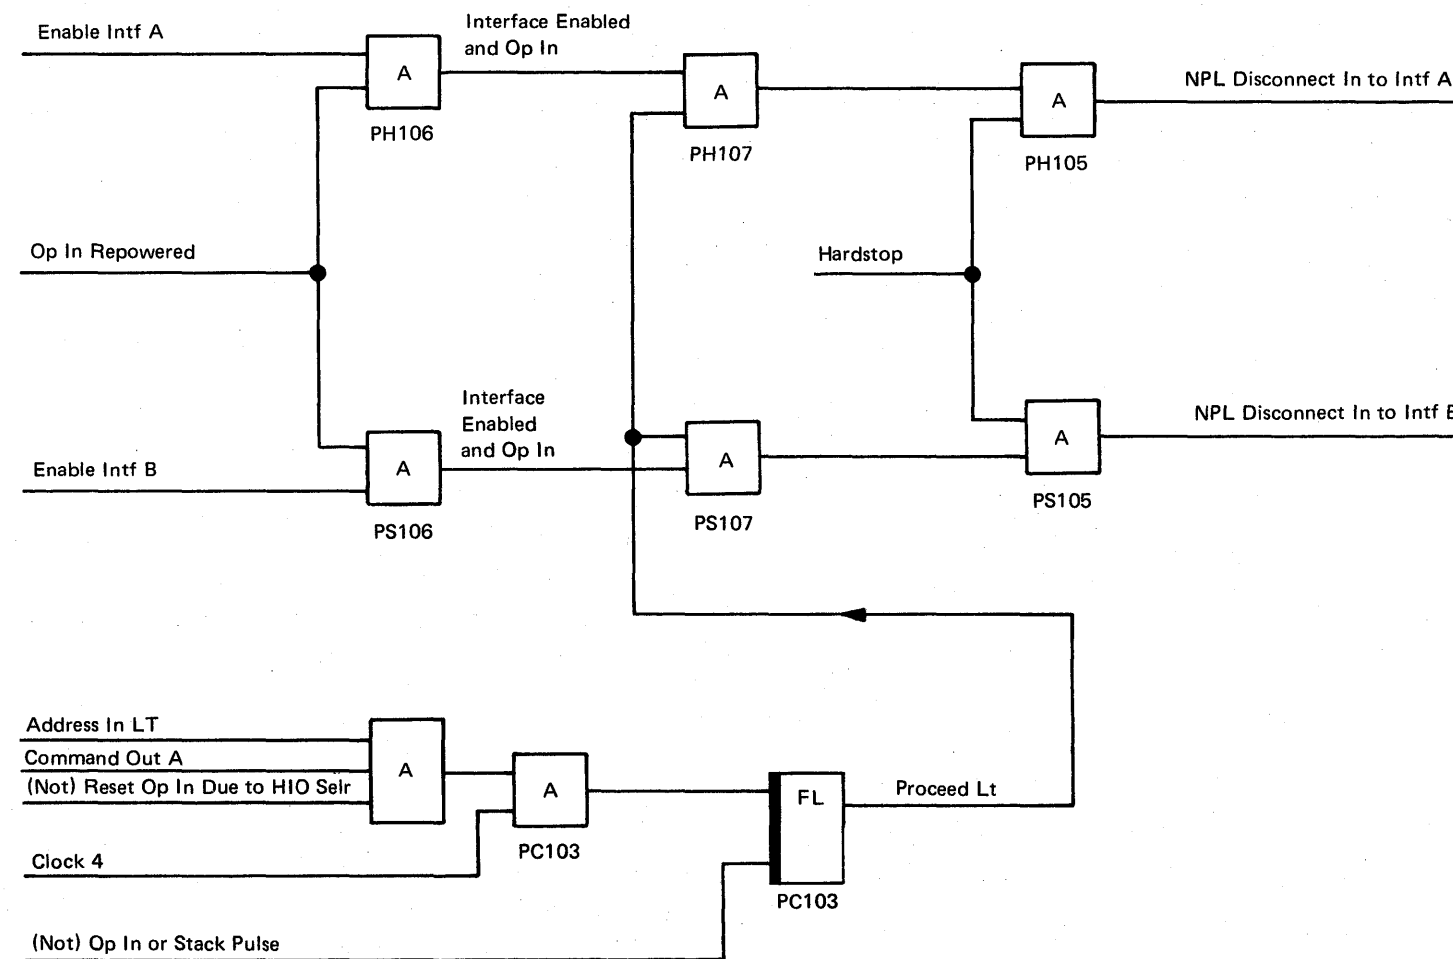 Enable Intf A
A
PH106
Interface Enabled
and Op In
A
PH107
A
PH105
NPL Disconnect In to Intf A
Op In Repowered
Hardstop
Enable Intf B
A
PS106
Interface
Enabled
and Op In
A
PS107
A
PS105
NPL Disconnect In to Intf B
Address In LT
Command Out A
(Not) Reset Op In Due to HIO Selr
A
Clock 4
A
PC103
FL
PC103
Proceed Lt
(Not) Op In or Stack Pulse